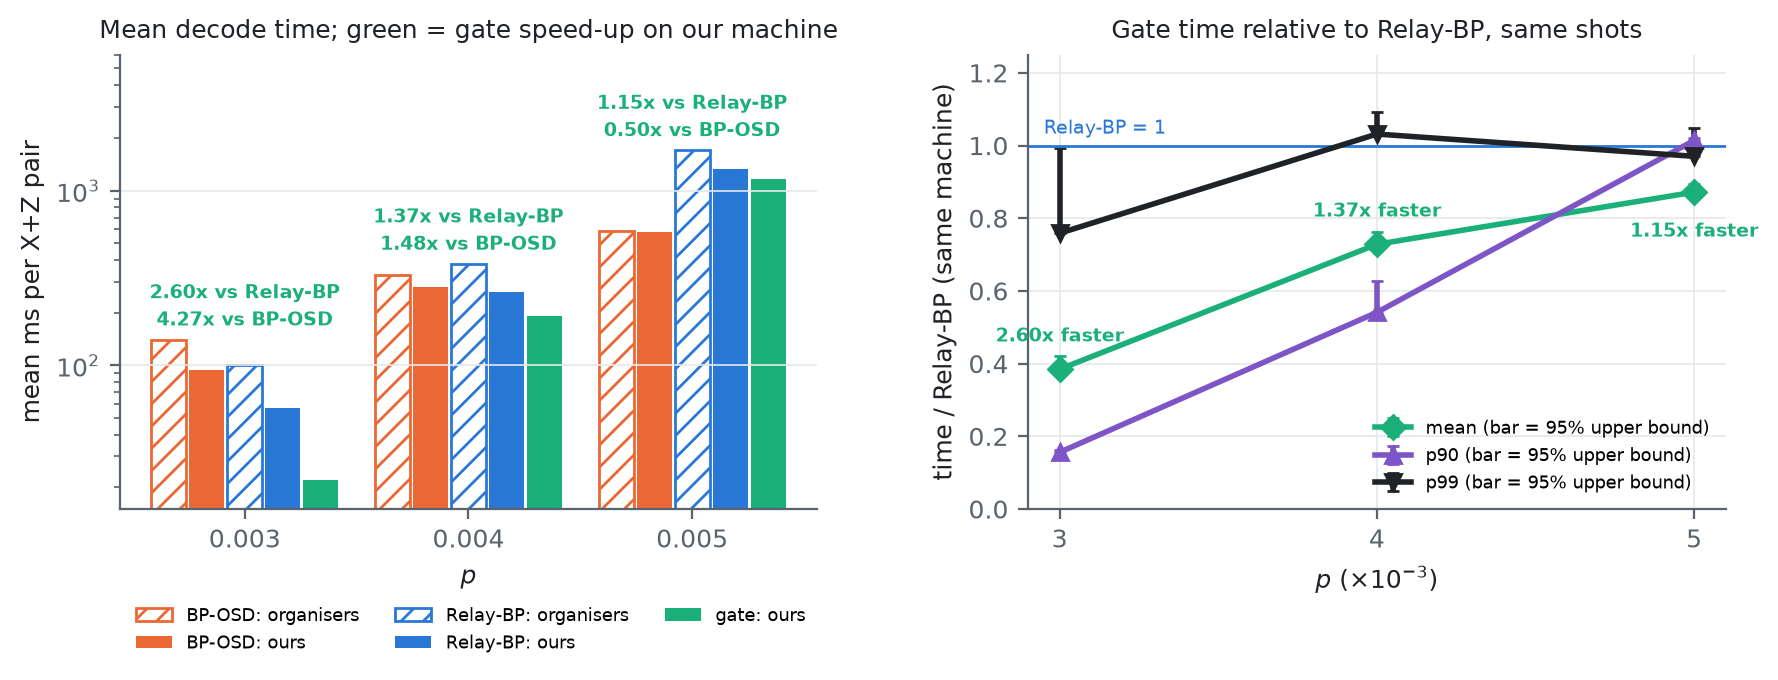 Mean decode time; green = gate speed-up on our machine
mean ms per X+Z pair
10³
10²
2.60x vs Relay-BP
4.27x vs BP-OSD
1.37x vs Relay-BP
1.48x vs BP-OSD
1.15x vs Relay-BP
0.50x vs BP-OSD
0.003
0.004
0.005
p
BP-OSD: organisers
BP-OSD: ours
Relay-BP: organisers
Relay-BP: ours
gate: ours
Gate time relative to Relay-BP, same shots
time / Relay-BP (same machine)
1.2
1.0
0.8
0.6
0.4
0.2
0.0
Relay-BP = 1
2.60x faster
1.37x faster
1.15x faster
mean (bar = 95% upper bound)
p90 (bar = 95% upper bound)
p99 (bar = 95% upper bound)
3
4
5
p (×10⁻³)